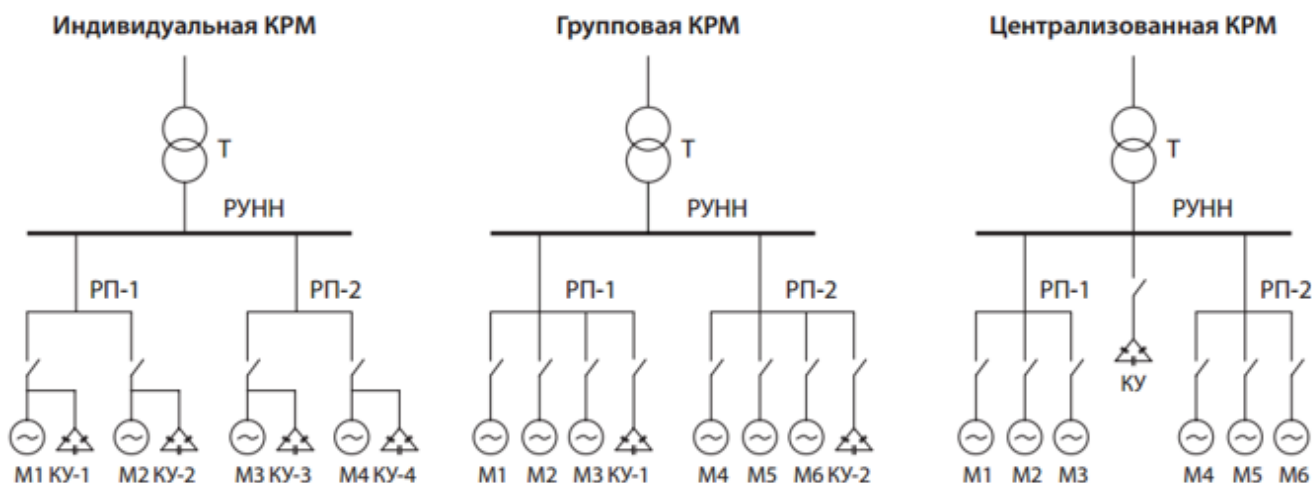 Индивидуальная КРМ
Групповая КРМ
Централизованная КРМ
Т
Т
Т
РУНН
РУНН
РУНН
РП-1
РП-2
РП-1
РП-2
РП-1
РП-2
КУ
М1 КУ-1 М2 КУ-2 М3 КУ-3 М4 КУ-4
М1 М2 М3 КУ-1 М4 М5 М6 КУ-2
М1 М2 М3 М4 М5 М6